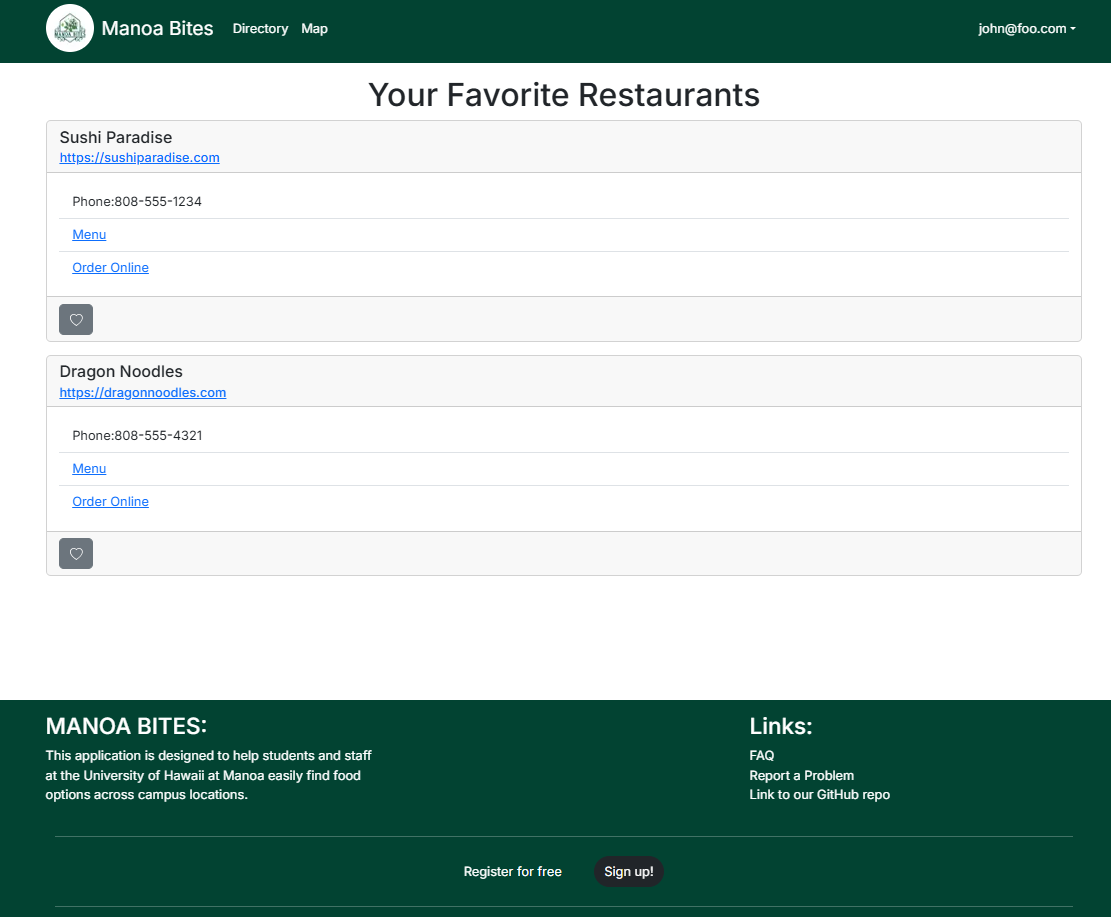 MANOA BITES
Manoa Bites
Directory
Map
john@foo.com
Your Favorite Restaurants
Sushi Paradise
https://sushiparadise.com
Phone:808-555-1234
Menu
Order Online
Dragon Noodles
https://dragonnoodles.com
Phone:808-555-4321
Menu
Order Online
MANOA BITES:
This application is designed to help students and staff
at the University of Hawaii at Manoa easily find food
options across campus locations.
Links:
FAQ
Report a Problem
Link to our GitHub repo
Register for free
Sign up!